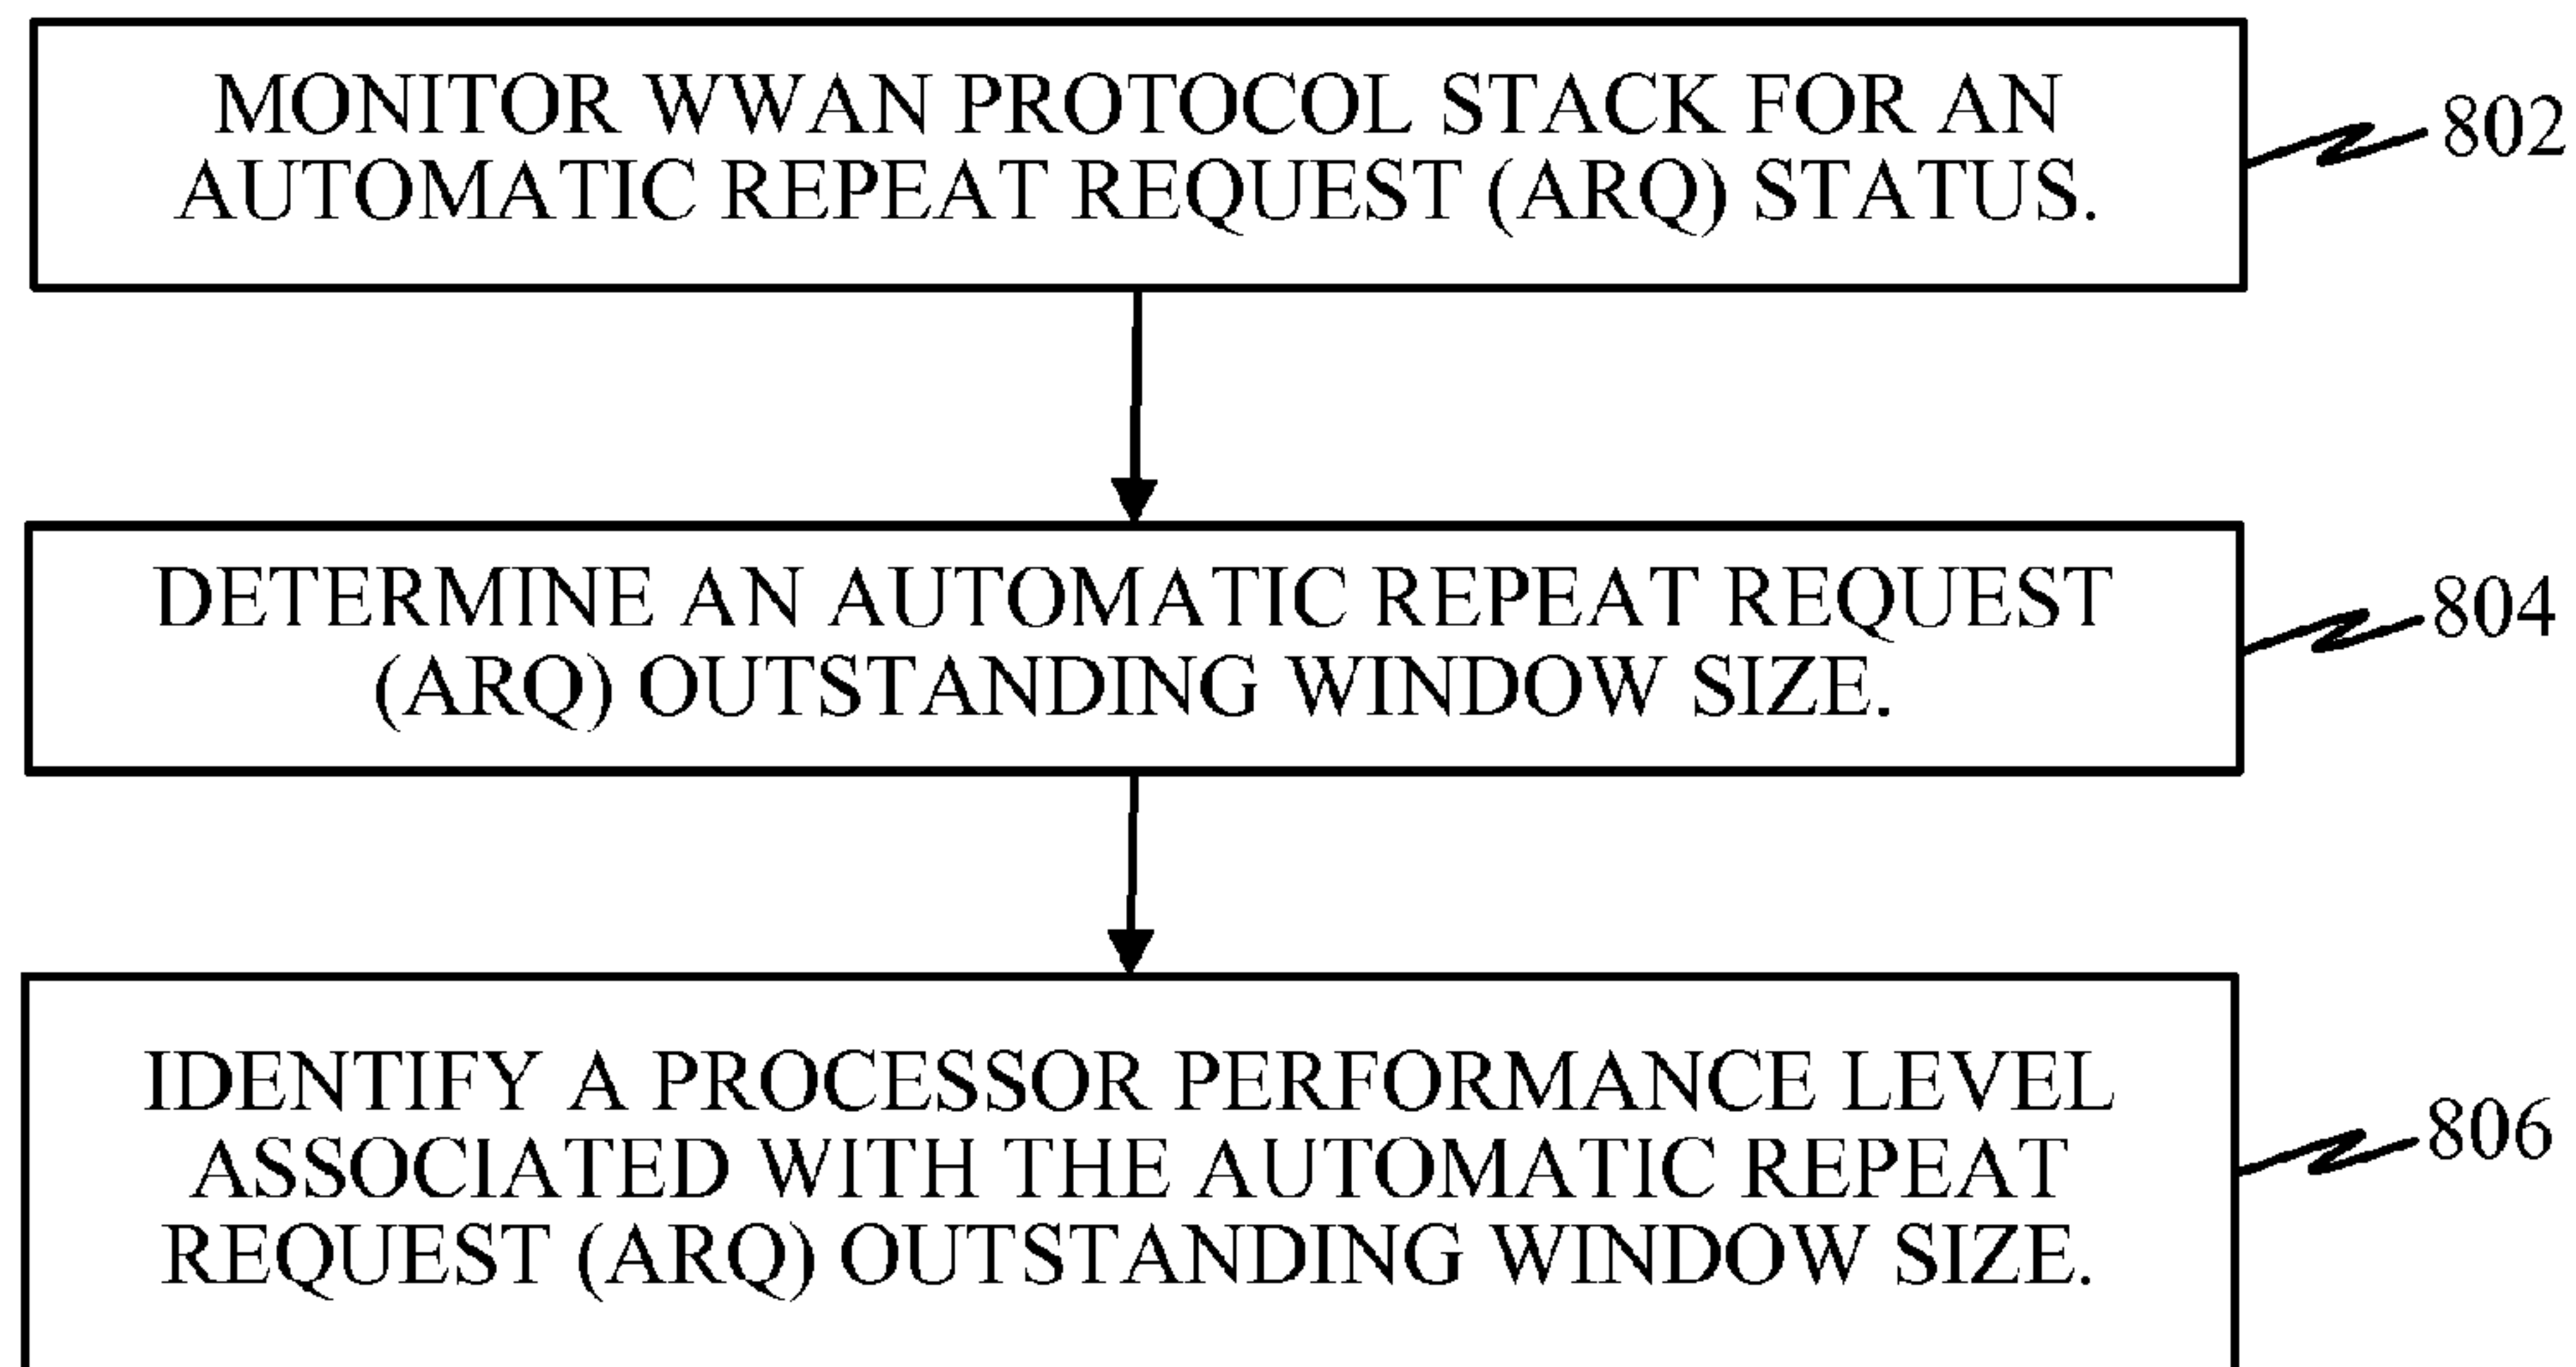 MONITOR WWAN PROTOCOL STACK FOR AN
AUTOMATIC REPEAT REQUEST (ARQ) STATUS.
802
DETERMINE AN AUTOMATIC REPEAT REQUEST
(ARQ) OUTSTANDING WINDOW SIZE.
804
IDENTIFY A PROCESSOR PERFORMANCE LEVEL
ASSOCIATED WITH THE AUTOMATIC REPEAT
REQUEST (ARQ) OUTSTANDING WINDOW SIZE.
806